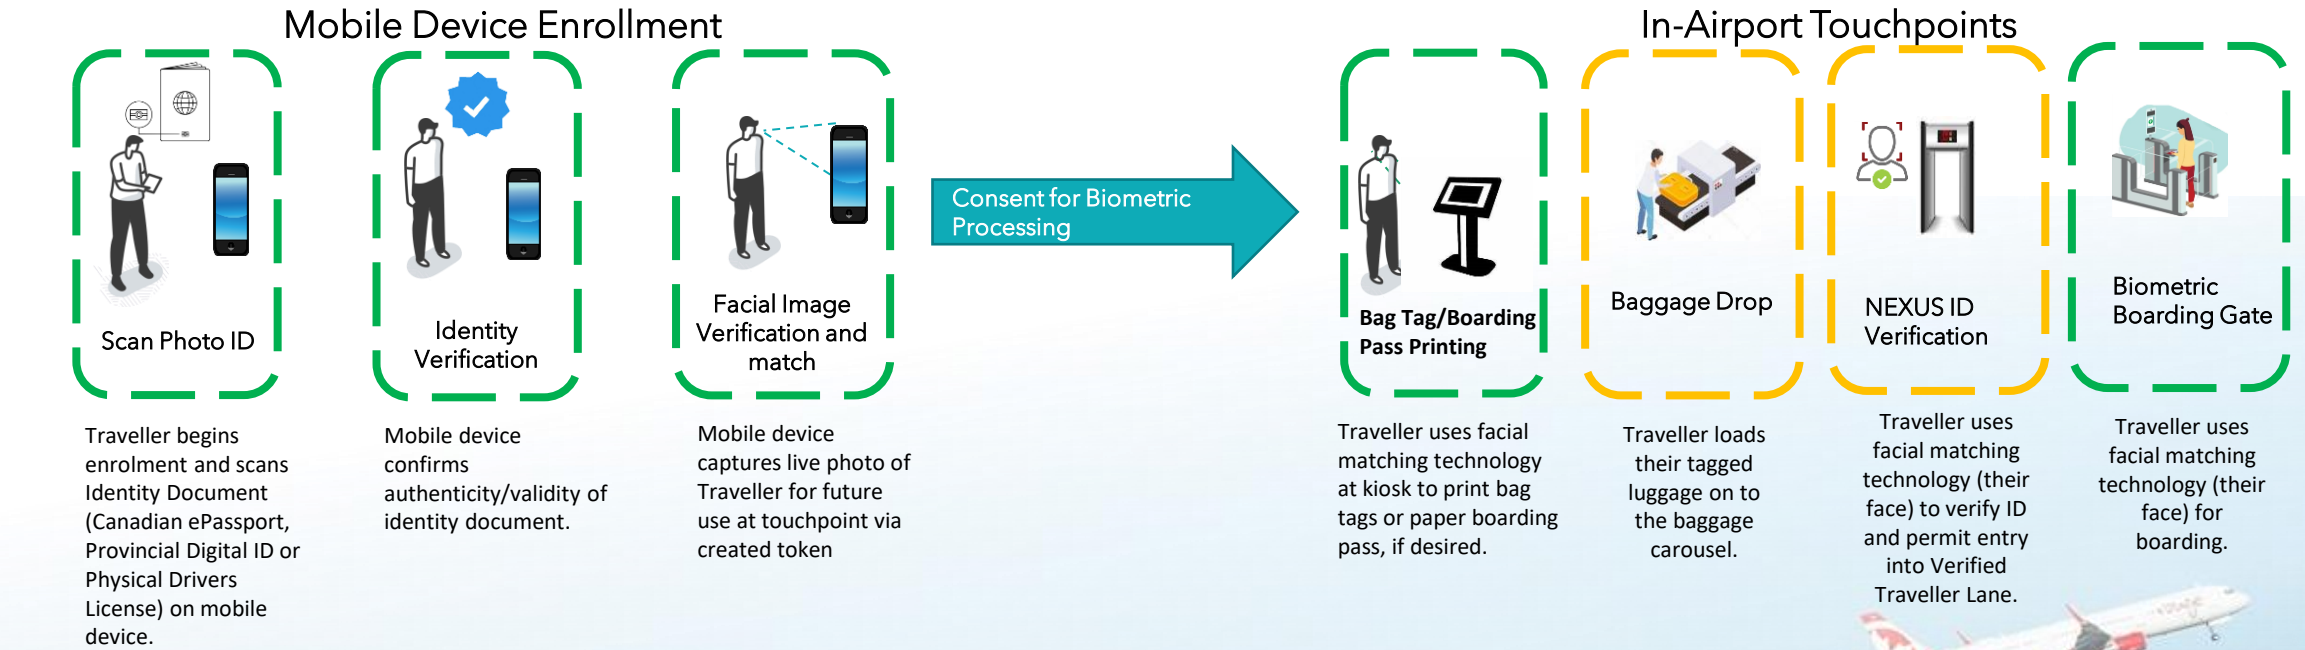 Mobile Device Enrollment
Scan Photo ID
Traveller begins
enrolment and scans
Identity Document
(Canadian ePassport,
Provincial Digital ID or
Physical Drivers
License) on mobile
device.
Identity
Verification
Mobile device
confirms
authenticity/validity of
identity document.
Facial Image
Verification and
match
Mobile device
captures live photo of
Traveller for future
use at touchpoint via
created token
Consent for Biometric
Processing
In-Airport Touchpoints
Bag Tag/Boarding
Pass Printing
Traveller uses facial
matching technology
at kiosk to print bag
tags or paper boarding
pass, if desired.
Baggage Drop
Traveller loads
their tagged
luggage on to
the baggage
carousel.
NEXUS ID
Verification
Traveller uses
facial matching
technology (their
face) to verify ID
and permit entry
into Verified
Traveller Lane.
Biometric
Boarding Gate
Traveller uses
facial matching
technology (their
face) for
boarding.